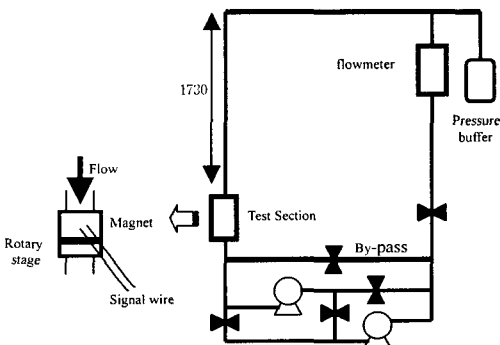 1730
flowmeter
Pressure
buffer
Flow
Magnet
Test Section
Rotary
stage
By-pass
Signal wire